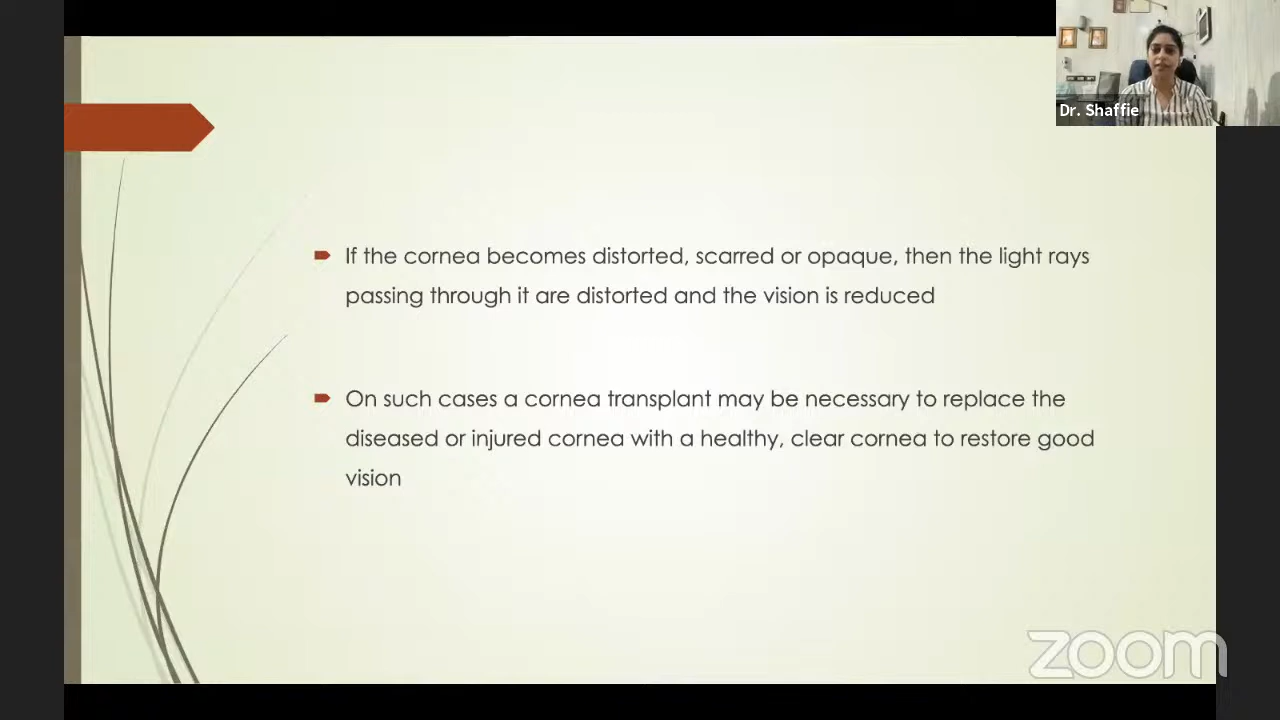 Dr. Shaffie
If the cornea becomes distorted, scarred or opaque, then the light rays
passing through it are distorted and the vision is reduced
On such cases a cornea transplant may be necessary to replace the
diseased or injured cornea with a healthy, clear cornea to restore good
vision
zoom